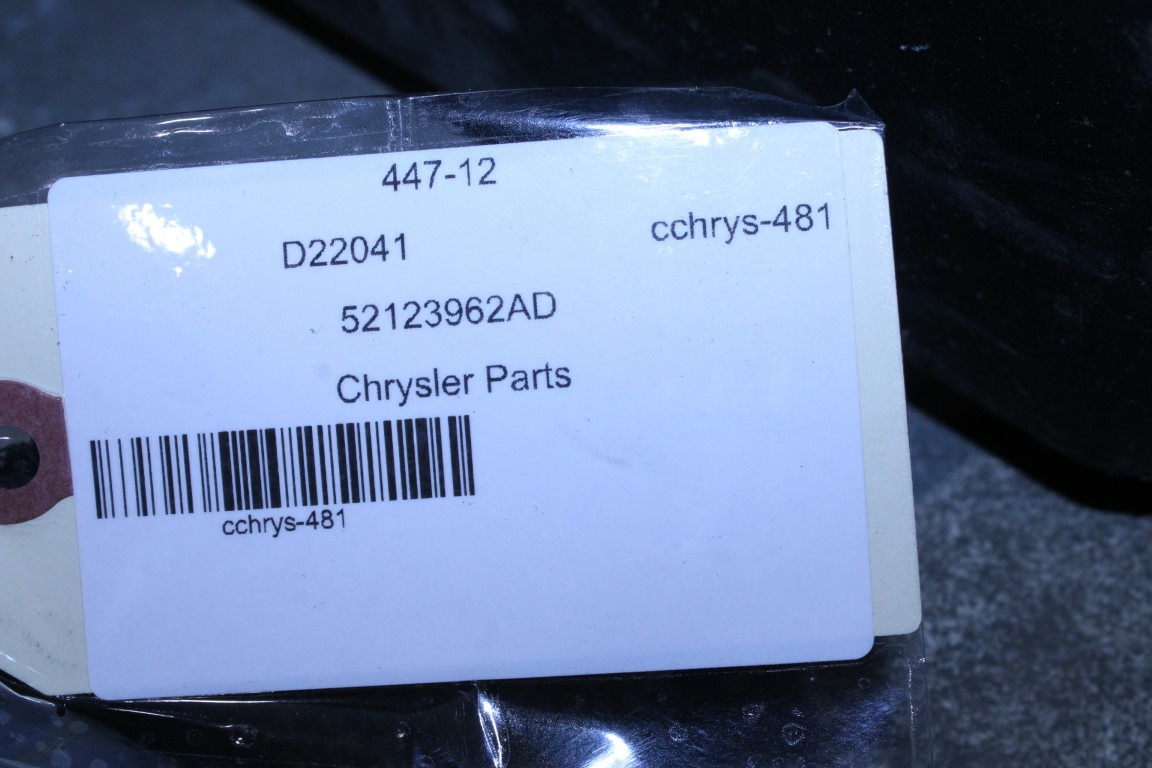 447-12
cchrys-481
D22041
52123962AD
Chrysler Parts
cchrys-481